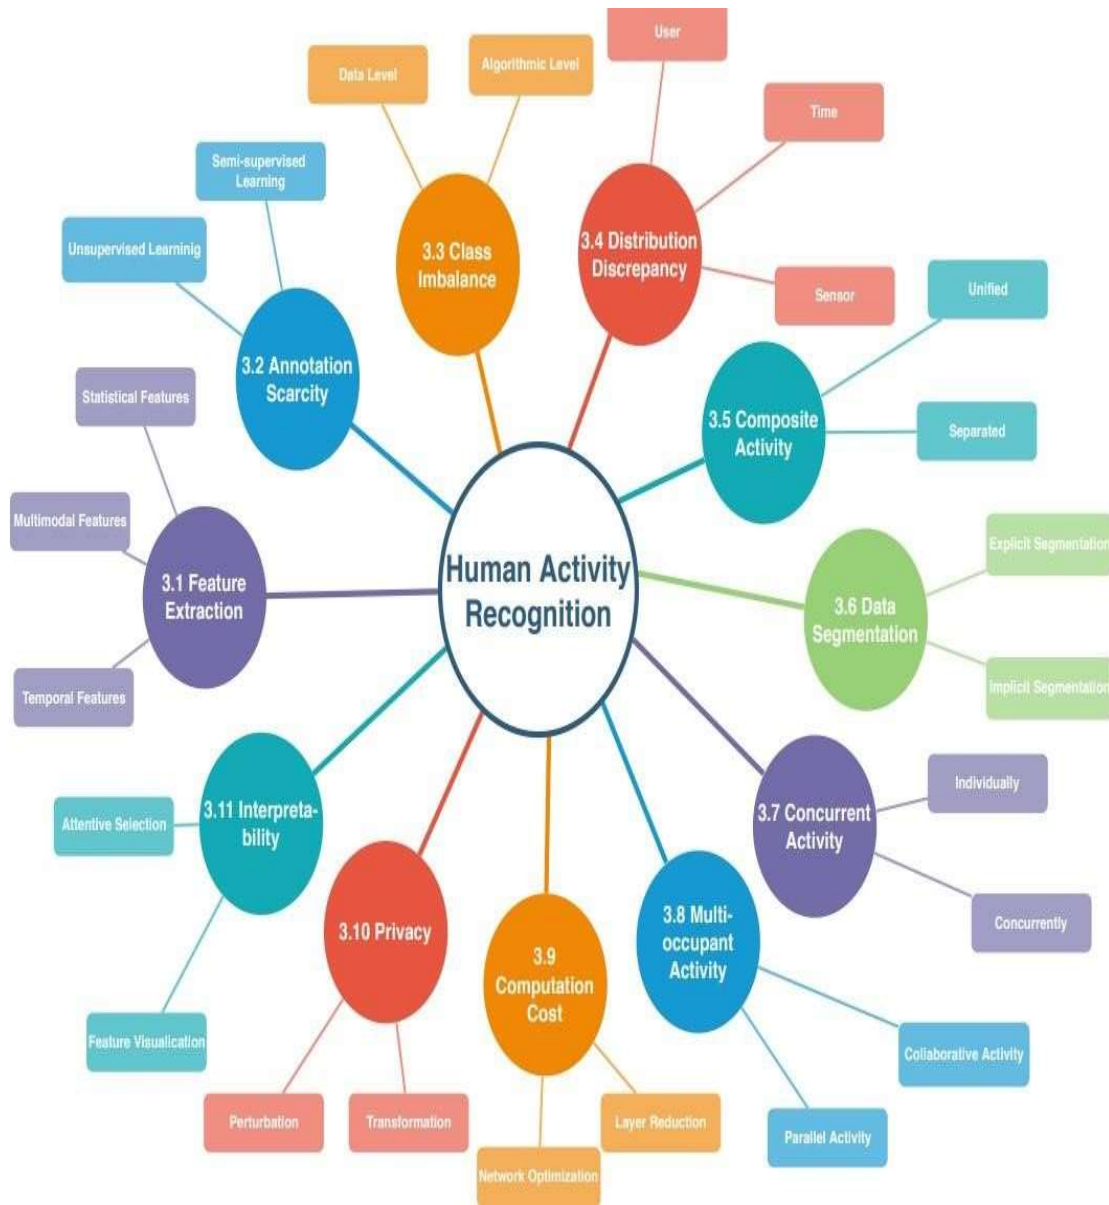 User
Algorithmic Level
Data Level
Time
Semi-supervised
Learning
Unsupervised Learninig
3.3 Class
Imbalance
3.4 Distribution
Discrepancy
Sensor
Unified
3.2 Annotation
Scarcity
Statistical Features
3.5 Composite
Activity
Separated
Multimodal Features
Explicit Segmentation
3.1 Feature
Extraction
Human Activity
Recognition
3.6 Data
Segmentation
Temporal Features
implicit Segmentation
Individually
3.11 Interpreta-
bility
Attentive Selection
3.7 Concurrent
Activity
Concurrently
3.10 Privacy
3.8 Multi-
occupant
Activity
3.9
Computation
Cost
Feature Visualication
Collaborative Activity
Perturbation
Transformation
Layer Reduction
Parallel Activity
Network Optimization